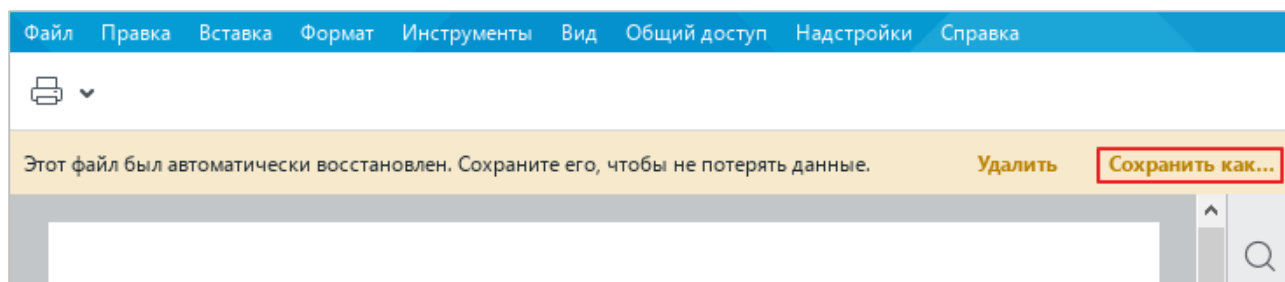 Файл Правка Вставка Формат Инструменты Вид Общий доступ Надстройки Справка
Этот файл был автоматически восстановлен. Сохраните его, чтобы не потерять данные. Удалить Сохранить как...